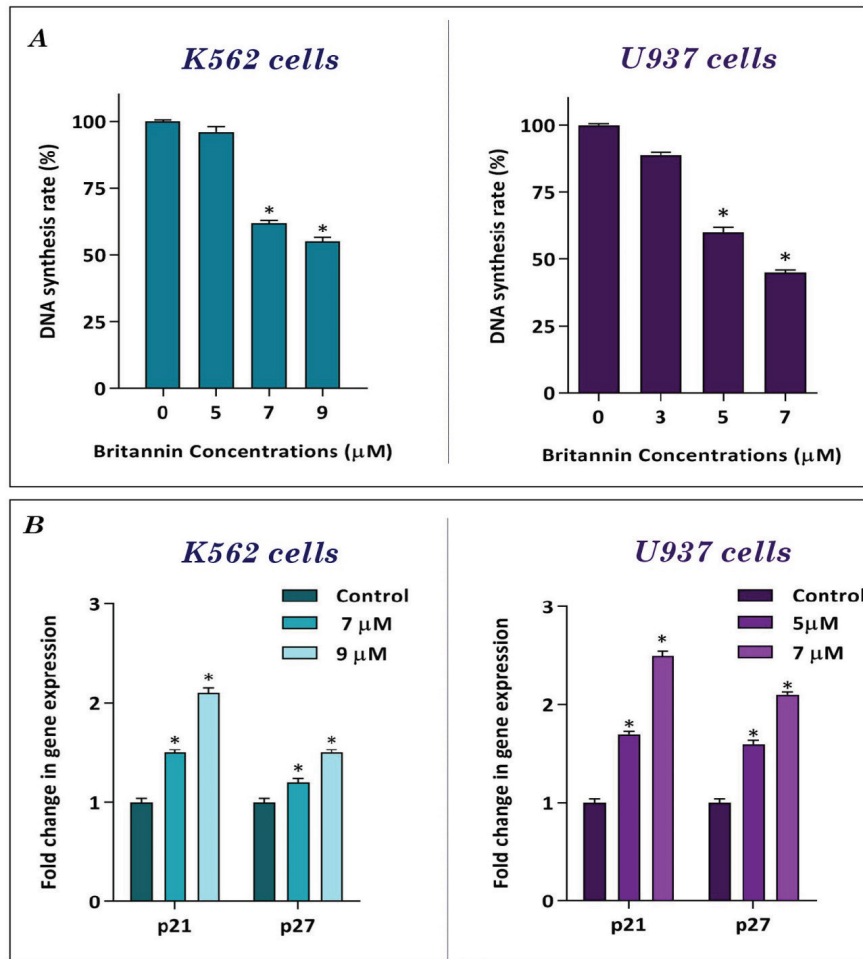 A
K562 cells
U937 cells
DNA synthesis rate (%)
100
75
50
25
0
*
*
0 5 7 9
Britannin Concentrations (μM)
DNA synthesis rate (%)
100
75
50
25
0
*
*
0 3 5 7
Britannin Concentrations (μM)
B
K562 cells
U937 cells
Fold change in gene expression
3
2
1
0
Control
7 μM
9 μM
*
*
*
*
p21 p27
Fold change in gene expression
3
2
1
0
Control
5μM
7 μM
*
*
*
*
p21 p27